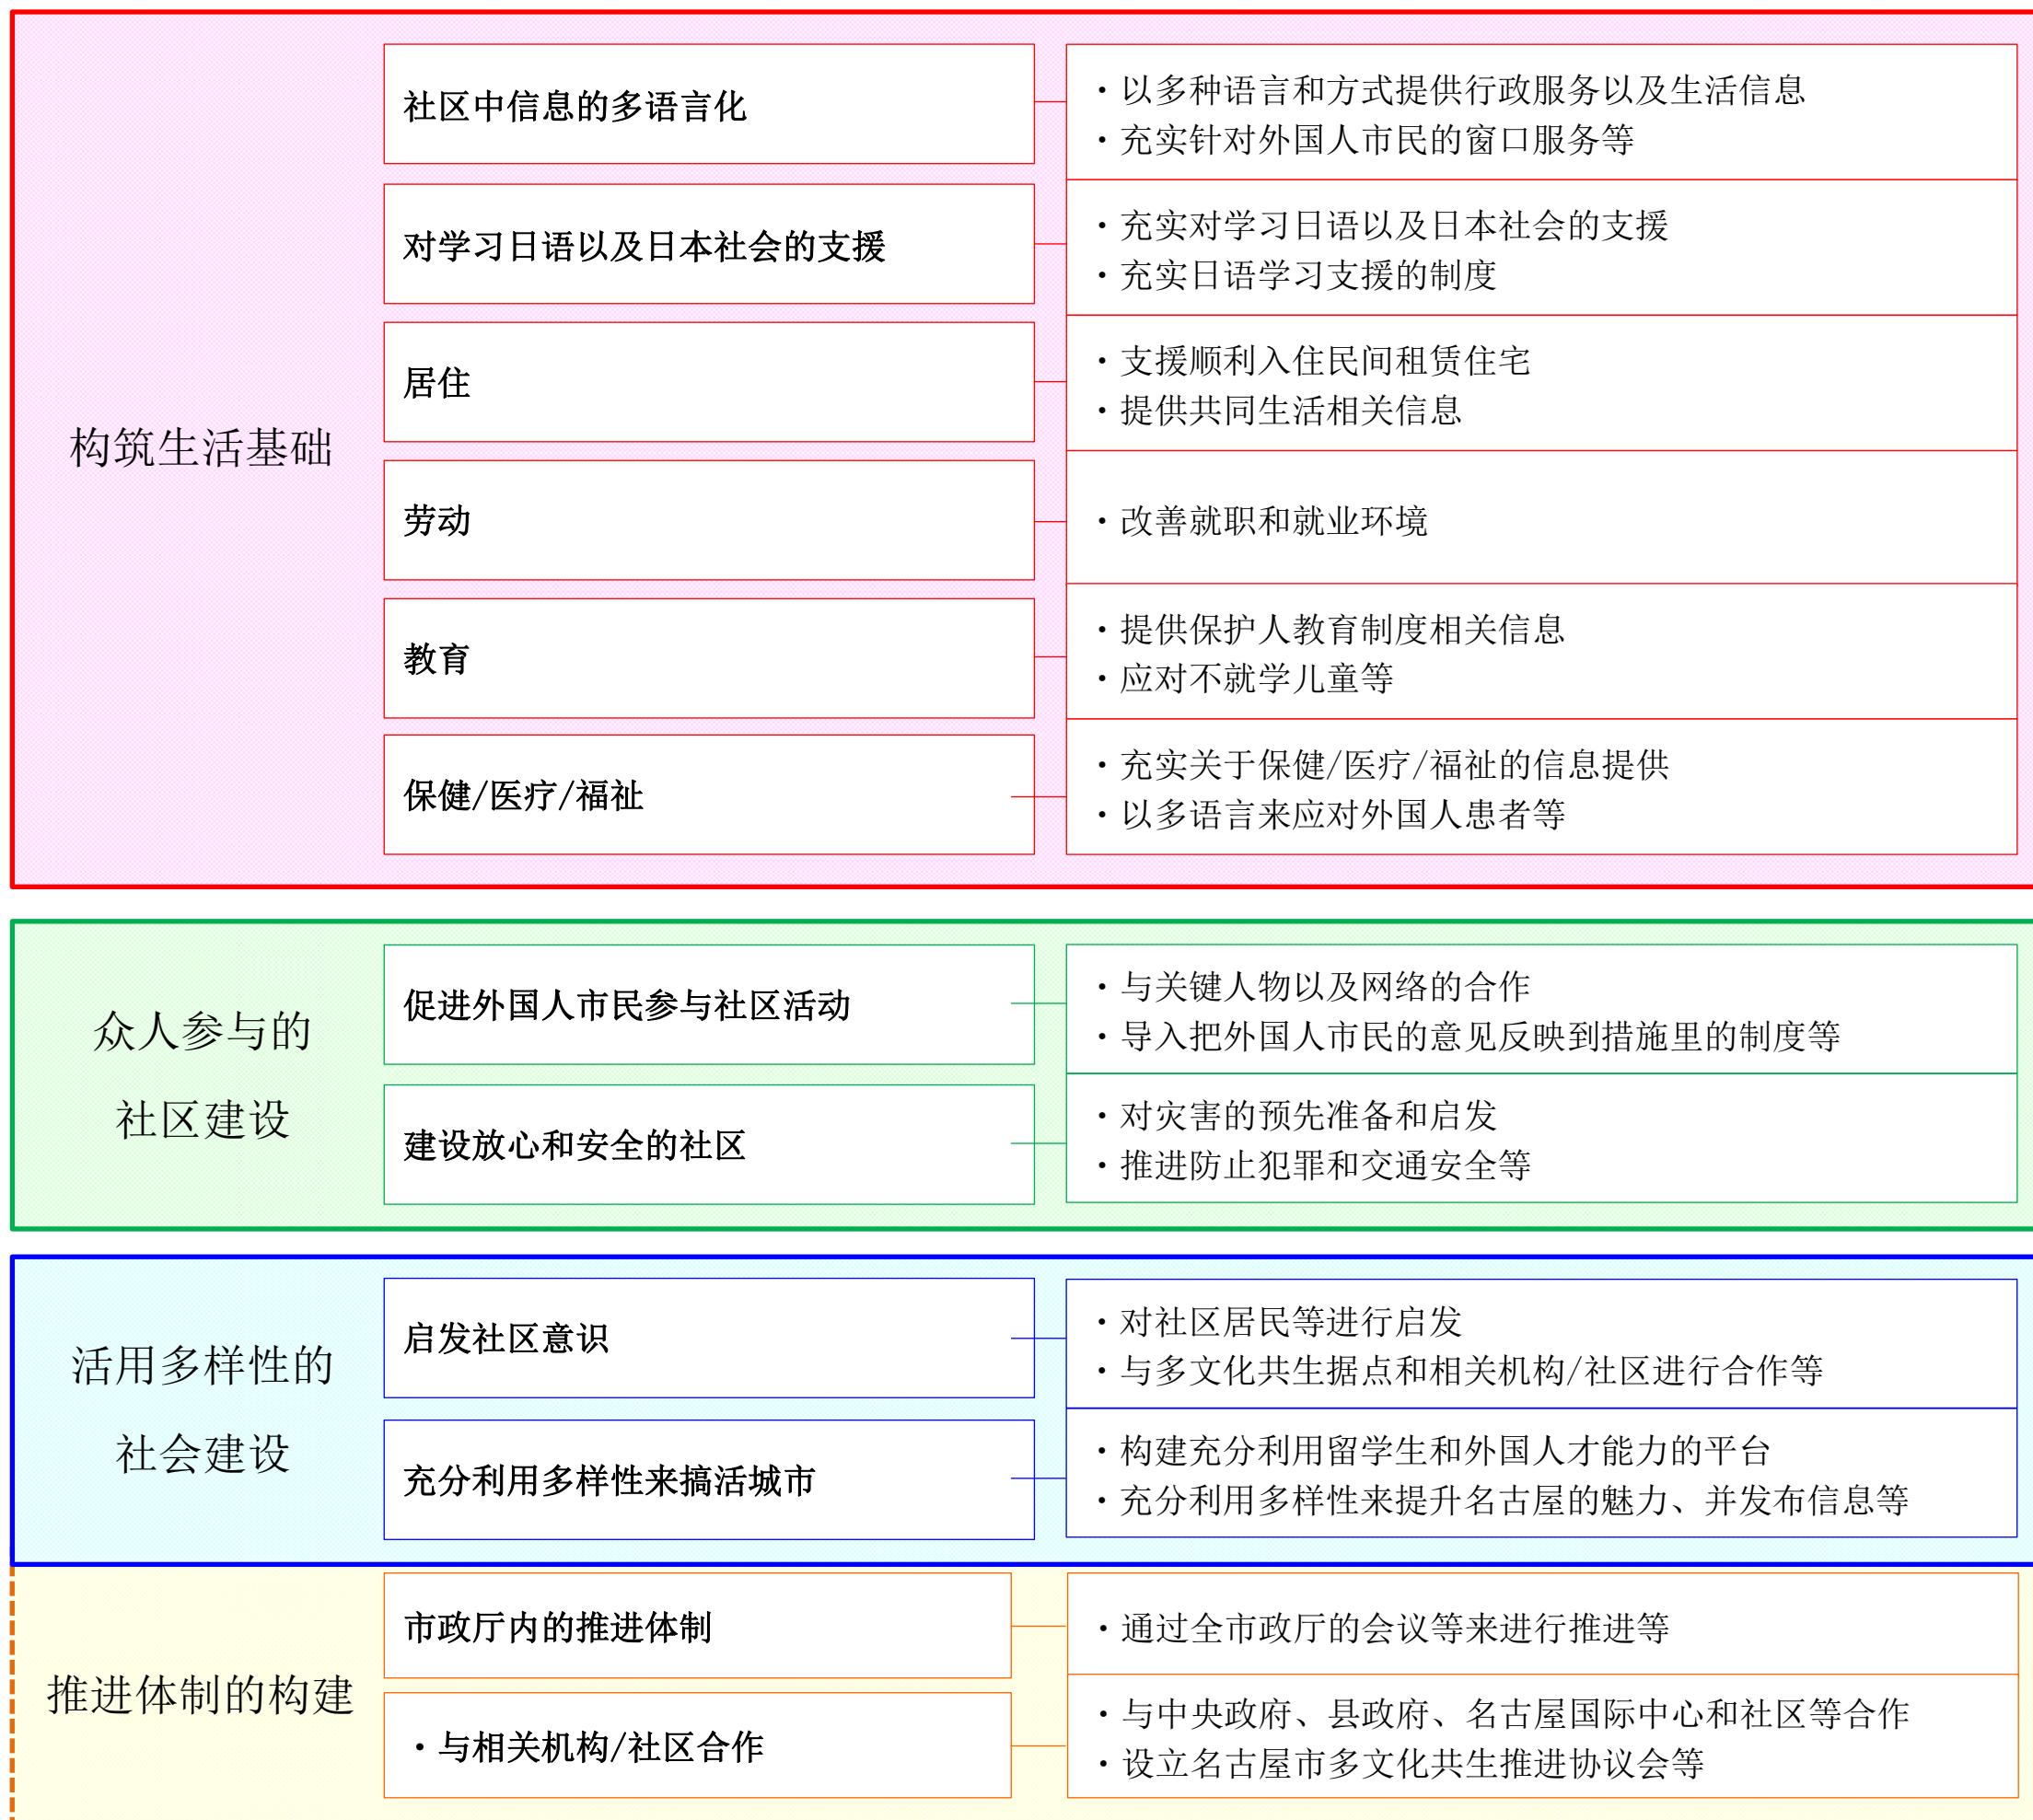 构筑生活基础
社区中信息的多语言化
・以多种语言和方式提供行政服务以及生活信息
・充实针对外国人市民的窗口服务等
对学习日语以及日本社会的支援
・充实对学习日语以及日本社会的支援
・充实日语学习支援的制度
居住
・支援顺利入住民间租赁住宅
・提供共同生活相关信息
劳动
・改善就职和就业环境
教育
・提供保护人教育制度相关信息
・应对不就学儿童等
保健/医疗/福祉
・充实关于保健/医疗/福祉的信息提供
・以多语言来应对外国人患者等
众人参与的
社区建设
促进外国人市民参与社区活动
・与关键人物以及网络的合作
・导入把外国人市民的意见反映到措施里的制度等
建设放心和安全的社区
・对灾害的预先准备和启发
・推进防止犯罪和交通安全等
活用多样性的
社会建设
启发社区意识
・对社区居民等进行启发
・与多文化共生据点和相关机构/社区进行合作等
充分利用多样性来搞活城市
・构建充分利用留学生和外国人才能力的平台
・充分利用多样性来提升名古屋的魅力、并发布信息等
推进体制的构建
市政厅内的推进体制
・通过全市政厅的会议等来进行推进等
・与相关机构/社区合作
・与中央政府、县政府、名古屋国际中心和社区等合作
・设立名古屋市多文化共生推进协议会等